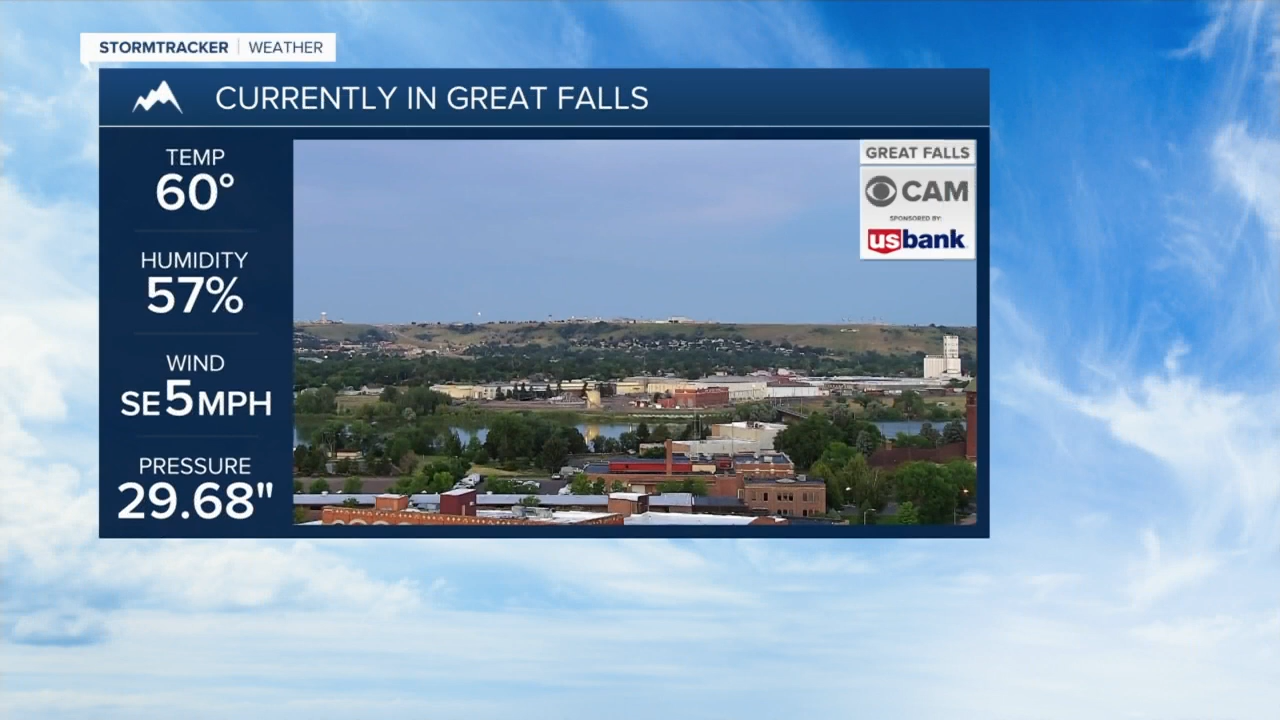 STORMTRACKER | WEATHER
CURRENTLY IN GREAT FALLS
TEMP
60°
HUMIDITY
57%
WIND
SE 5 MPH
PRESSURE
29.68"
GREAT FALLS
CAM
SPONSORED BY:
usbank